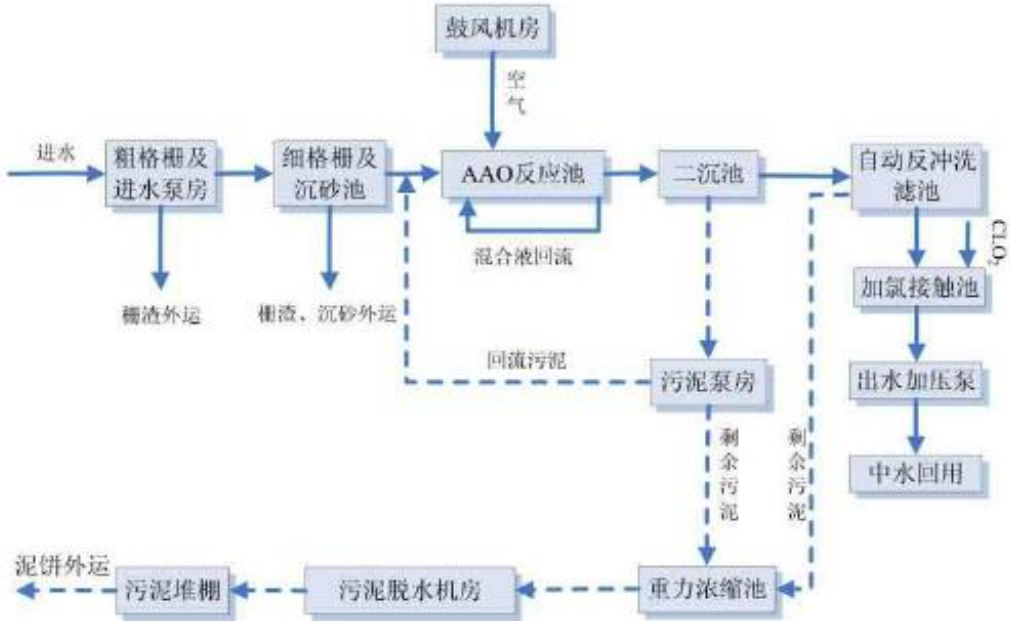 鼓风机房
空
气
进水
粗格栅及
进水泵房
细格栅及
沉砂池
AAO反应池
二沉池
自动反冲洗
滤池
混合液回流
CLO₂
栅渣外运
栅渣、沉砂外运
加氯接触池
回流污泥
污泥泵房
出水加压泵
剩
余
污
泥
剩
余
污
泥
中水回用
泥饼外运
污泥堆棚
污泥脱水机房
重力浓缩池